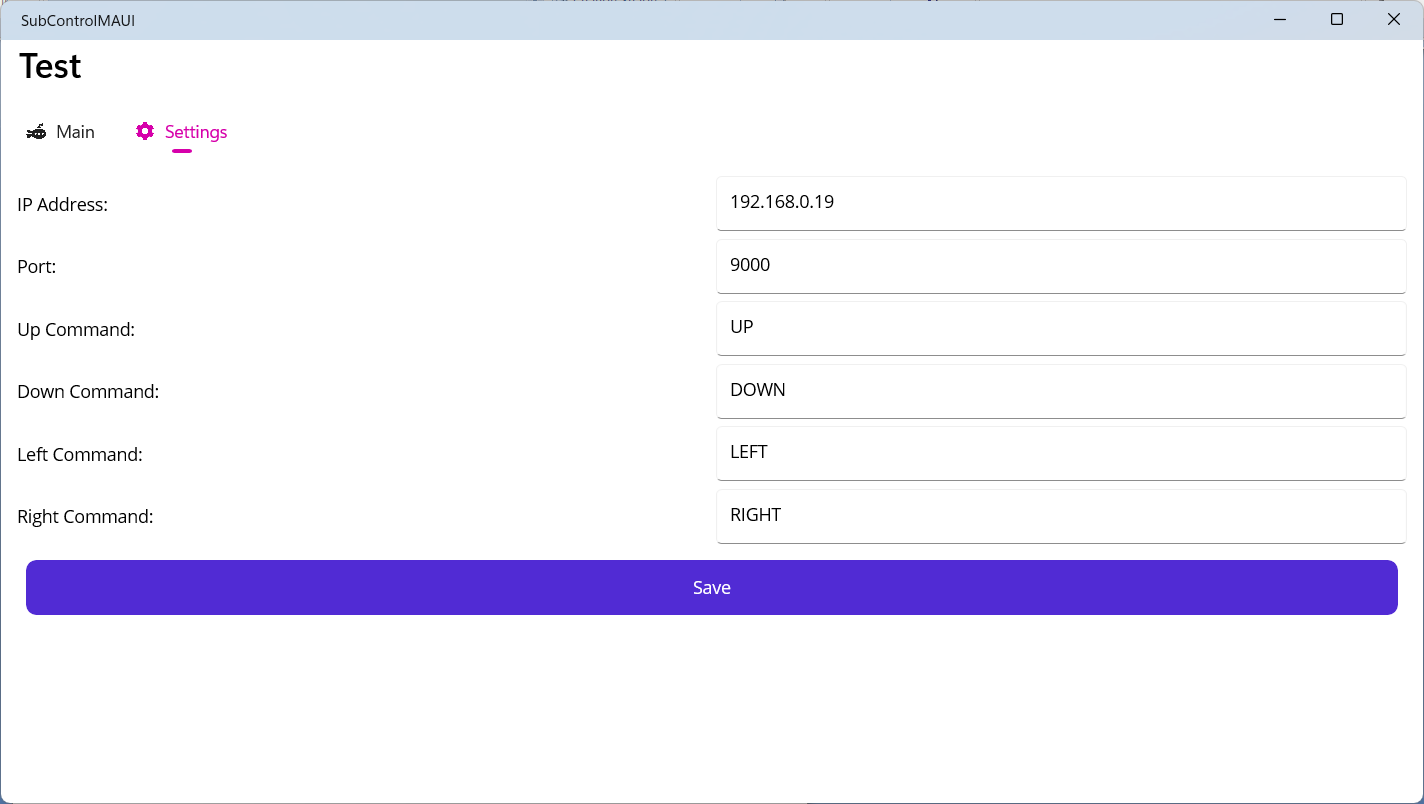 SubControlMAUI
Test
Main Settings
IP Address: 192.168.0.19
Port: 9000
Up Command: UP
Down Command: DOWN
Left Command: LEFT
Right Command: RIGHT
Save